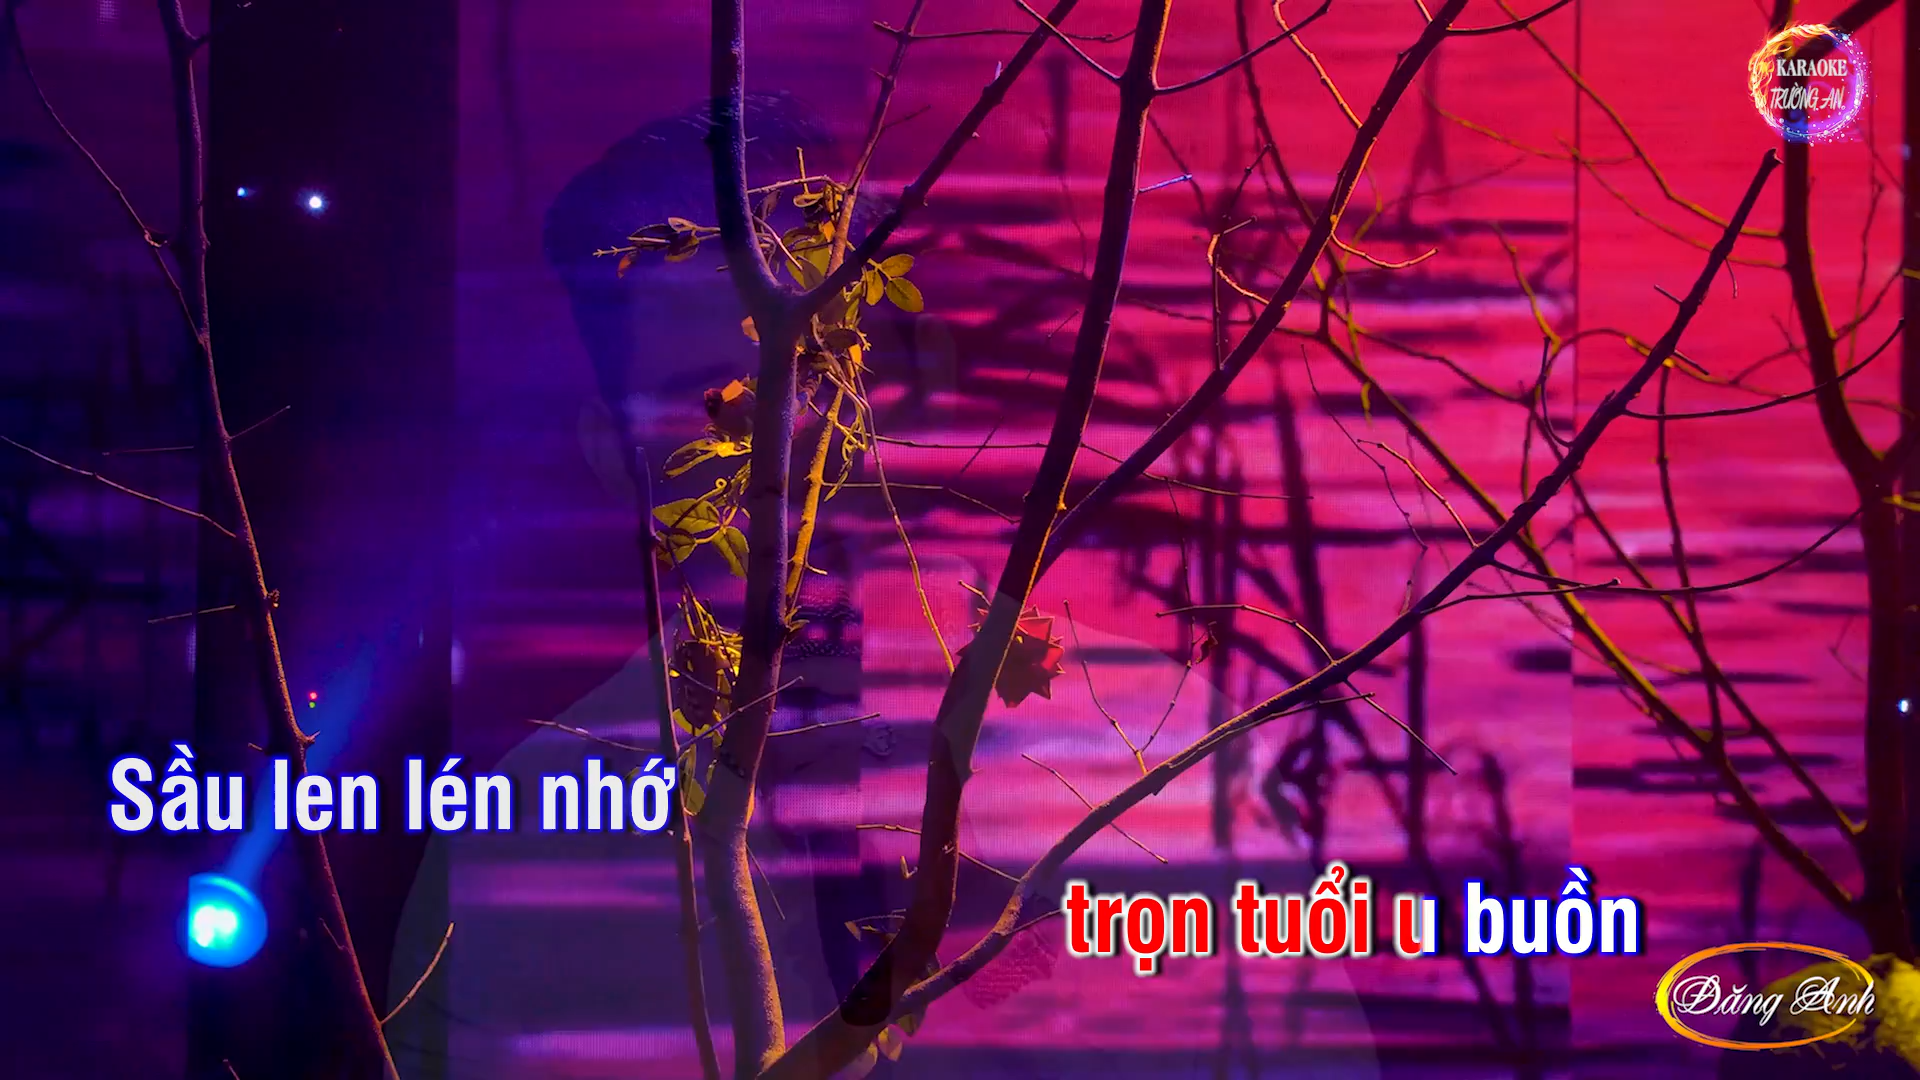 KARAOKE
TRƯỜNG AN
Sầu len lén nhớ
trọn tuổi u buồn
Đăng Anh